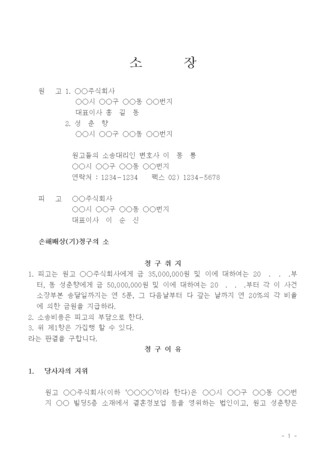 소 장
원 고 1. ○○주식회사
○○시 ○○구 ○○동 ○○번지
대표이사 홍 길 동
2. 성 춘 향
○○시 ○○구 ○○동 ○○번지
원고들의 소송대리인 변호사 이 몽 룡
○○시 ○○구 ○○동 ○○번지
연락처 : 1234-1234 팩스 02) 1234-5678
피 고 ○○주식회사
○○시 ○○구 ○○동 ○○번지
대표이사 이 순 신
손해배상(기)청구의 소
청 구 취 지
1. 피고는 원고 ○○주식회사에게 금 35,000,000원 및 이에 대하여는 20 . . .부
터, 동 성춘향에게 금 50,000,000원 및 이에 대하여는 20 . . .부터 각 이 사건
소장부본 송달일까지는 연 5푼, 그 다음날부터 다 갚는 날까지 연 20%의 각 비율
에 의한 금원을 지급하라.
2. 소송비용은 피고의 부담으로 한다.
3. 위 제1항은 가집행 할 수 있다.
라는 판결을 구합니다.
청 구 이 유
1. 당사자의 지위
원고 ○○주식회사(이하 '○○○○'이라 한다)은 ○○시 ○○구 ○○동 ○○번
지 ○○ 빌딩5층 소재에서 결혼정보업 등을 영위하는 법인이고, 원고 성춘향은
- 1 -